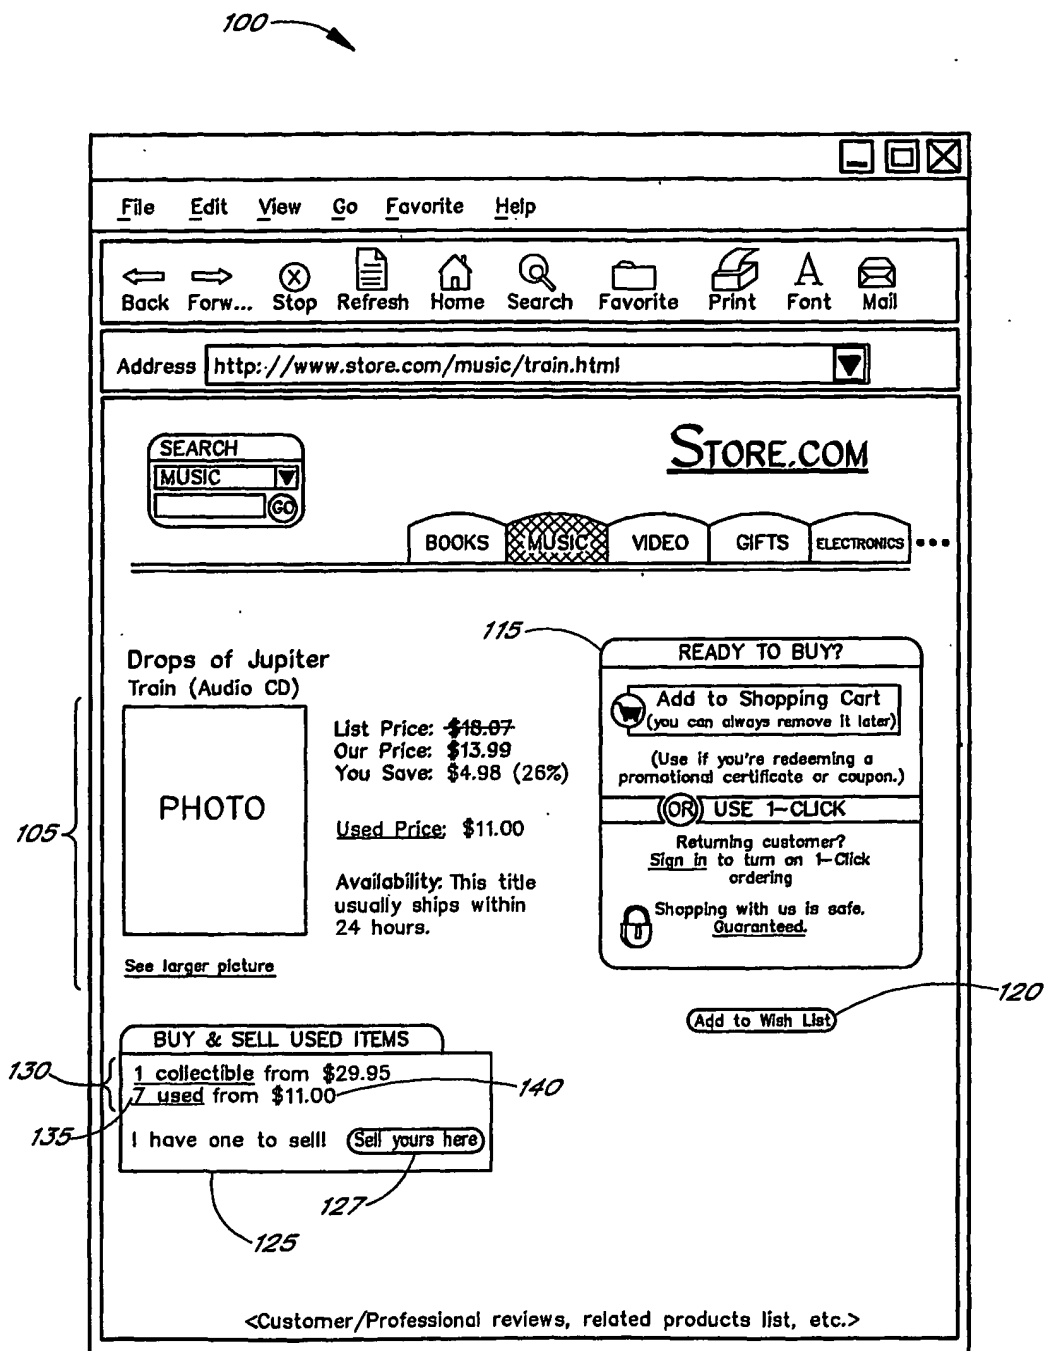 100
File Edit View Go Favorite Help
Back Forw... Stop Refresh Home Search Favorite Print Font Mail
Address http://www.store.com/music/train.html
STORE.COM
SEARCH
MUSIC
GO
BOOKS MUSIC VIDEO GIFTS ELECTRONICS •••
115
Drops of Jupiter
Train (Audio CD)
105
PHOTO
See larger picture
List Price: $18.07
Our Price: $13.99
You Save: $4.98 (26%)
Used Price: $11.00
Availability: This title
usually ships within
24 hours.
READY TO BUY?
Add to Shopping Cart
(you can always remove it later)
(Use if you're redeeming a
promotional certificate or coupon.)
OR USE 1-CLICK
Returning customer?
Sign in to turn on 1-Click
ordering
Shopping with us is safe.
Guaranteed.
120
Add to Wish List
BUY & SELL USED ITEMS
130
1 collectible from $29.95
7 used from $11.00
140
135
I have one to sell! Sell yours here
127
125
<Customer/Professional reviews, related products list, etc.>